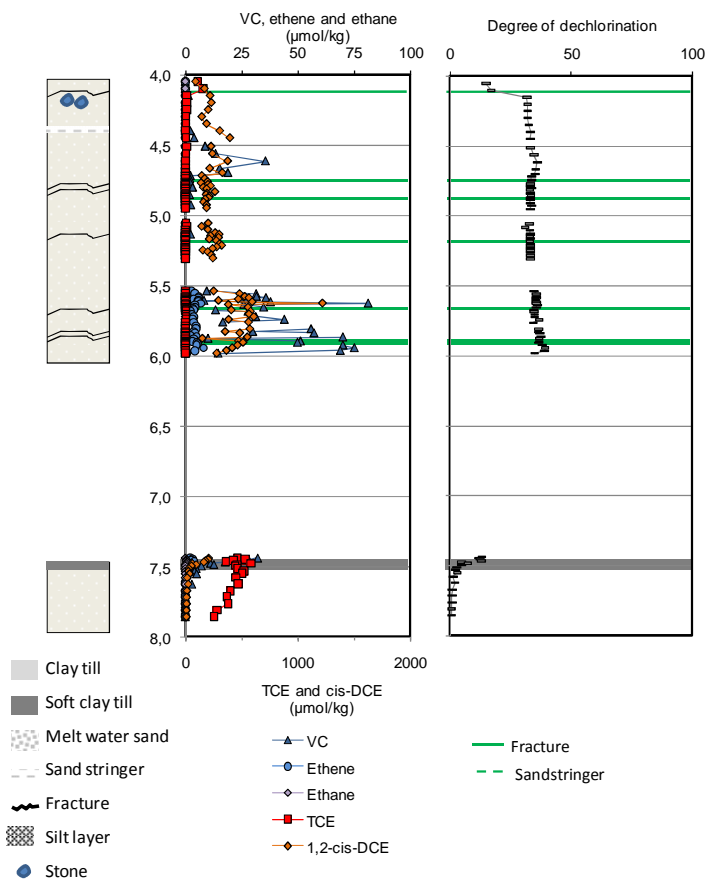 VC, ethene and ethane
(µmol/kg)
0 25 50 75 100
Degree of dechlorination
0 50 100
4,0
4,5
5,0
5,5
6,0
6,5
7,0
7,5
8,0
0 1000 2000
TCE and cis-DCE
(µmol/kg)
Clay till
Soft clay till
Melt water sand
Sand stringer
Fracture
Silt layer
Stone
VC
Ethene
Ethane
TCE
1,2-cis-DCE
Fracture
Sandstringer